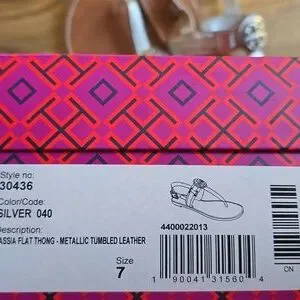 Style no:
30436
Color/Code:
SILVER 040
Description:
ASSIA FLAT THONG - METALLIC TUMBLED LEATHER
4400022013
Size
7
1 90041 31560 4
CN